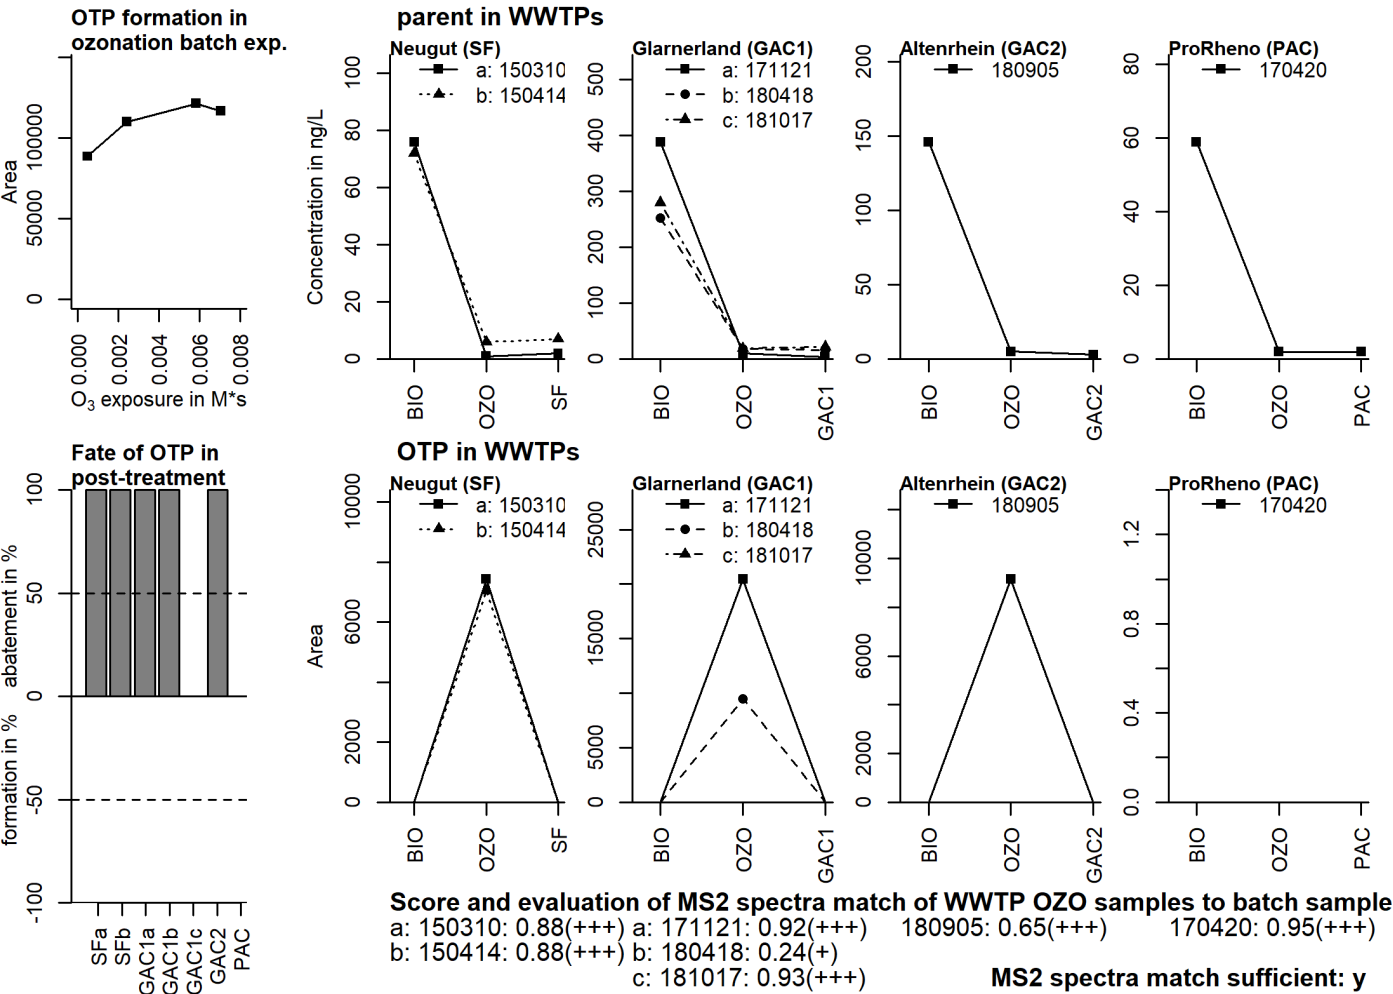 OTP formation in
ozonation batch exp.
Area
0
50000
100000
0.000
0.002
0.004
0.006
0.008
O3 exposure in M*s
parent in WWTPs
Neugut (SF)
a: 150310
b: 150414
Concentration in ng/L
0
20
40
60
80
100
BIO
OZO
SF
Glarnerland (GAC1)
a: 171121
b: 180418
c: 181017
0
100
200
300
400
500
BIO
OZO
GAC1
Altenrhein (GAC2)
180905
0
50
100
150
200
BIO
OZO
GAC2
ProRheno (PAC)
170420
0
20
40
60
80
BIO
OZO
PAC
Fate of OTP in
post-treatment
abatement in %
formation in %
100
50
0
-50
-100
SFa
SFb
GAC1a
GAC1b
GAC1c
GAC2
PAC
OTP in WWTPs
Neugut (SF)
a: 150310
b: 150414
Area
0
2000
6000
10000
BIO
OZO
SF
Glarnerland (GAC1)
a: 171121
b: 180418
c: 181017
0
5000
15000
25000
BIO
OZO
GAC1
Altenrhein (GAC2)
180905
0
2000
6000
10000
BIO
OZO
GAC2
ProRheno (PAC)
170420
0.0
0.4
0.8
1.2
BIO
OZO
PAC
Score and evaluation of MS2 spectra match of WWTP OZO samples to batch sample
a: 150310: 0.88(+++) a: 171121: 0.92(+++) 180905: 0.65(+++) 170420: 0.95(+++)
b: 150414: 0.88(+++) b: 180418: 0.24(+)
c: 181017: 0.93(+++)
MS2 spectra match sufficient: y